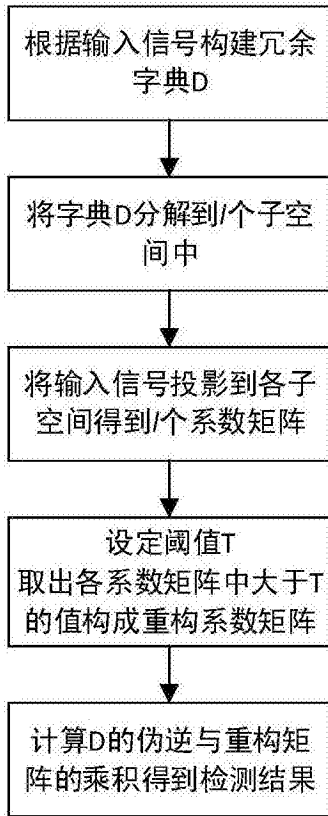 根据输入信号构建冗余
字典D
将字典D分解到l个子空
间中
将输入信号投影到各子
空间得到l个系数矩阵
设定阈值T
取出各系数矩阵中大于T
的值构成重构系数矩阵
计算D的伪逆与重构矩
阵的乘积得到检测结果